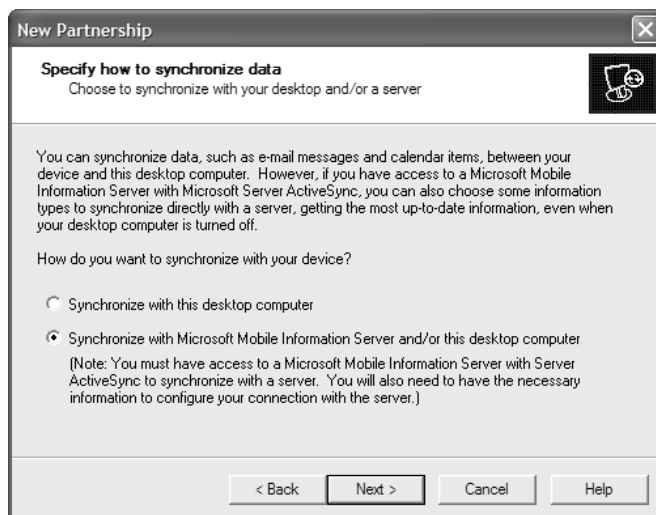 New Partnership
Specify how to synchronize data
Choose to synchronize with your desktop and/or a server
You can synchronize data, such as e-mail messages and calendar items, between your
device and this desktop computer. However, if you have access to a Microsoft Mobile
Information Server with Microsoft Server ActiveSync, you can also choose some information
types to synchronize directly with a server, getting the most up-to-date information, even when
your desktop computer is turned off.
How do you want to synchronize with your device?
Synchronize with this desktop computer
Synchronize with Microsoft Mobile Information Server and/or this desktop computer
(Note: You must have access to a Microsoft Mobile Information Server with Server
ActiveSync to synchronize with a server. You will also need to have the necessary
information to configure your connection with the server.)
< Back Next > Cancel Help